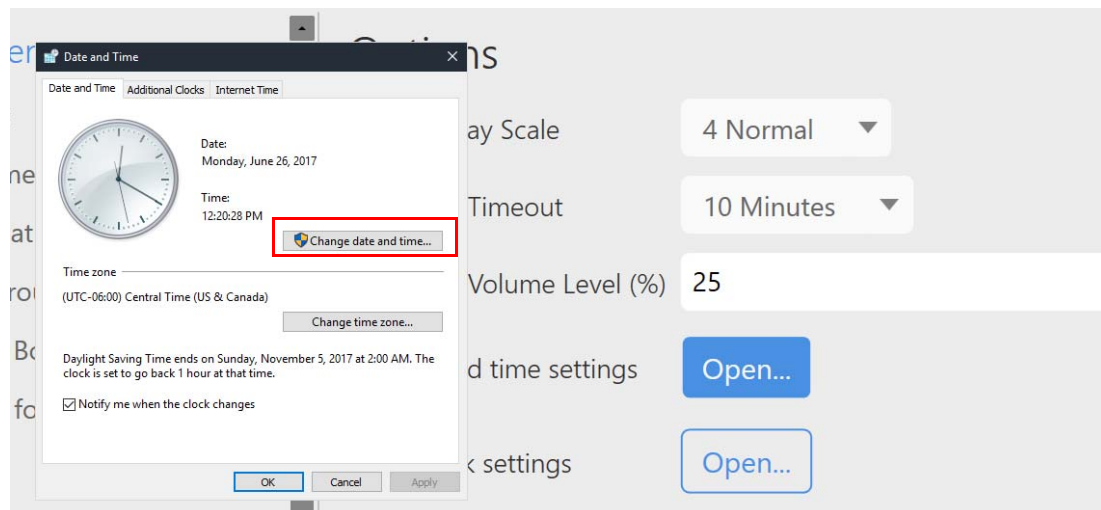 Date and Time
Date and Time Additional Clocks Internet Time
Date:
Monday, June 26, 2017
Time:
12:20:28 PM
Change date and time...
Time zone
(UTC-06:00) Central Time (US & Canada)
Change time zone...
Daylight Saving Time ends on Sunday, November 5, 2017 at 2:00 AM. The
clock is set to go back 1 hour at that time.
Notify me when the clock changes
OK Cancel Apply
Scale
4 Normal
Timeout
10 Minutes
Volume Level (%)
25
time settings
Open...
settings
Open...